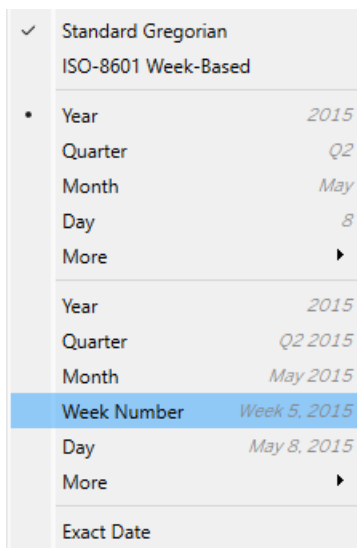 Standard Gregorian
ISO-8601 Week-Based
Year 2015
Quarter Q2
Month May
Day 8
More
Year 2015
Quarter Q2 2015
Month May 2015
Week Number Week 5, 2015
Day May 8, 2015
More
Exact Date